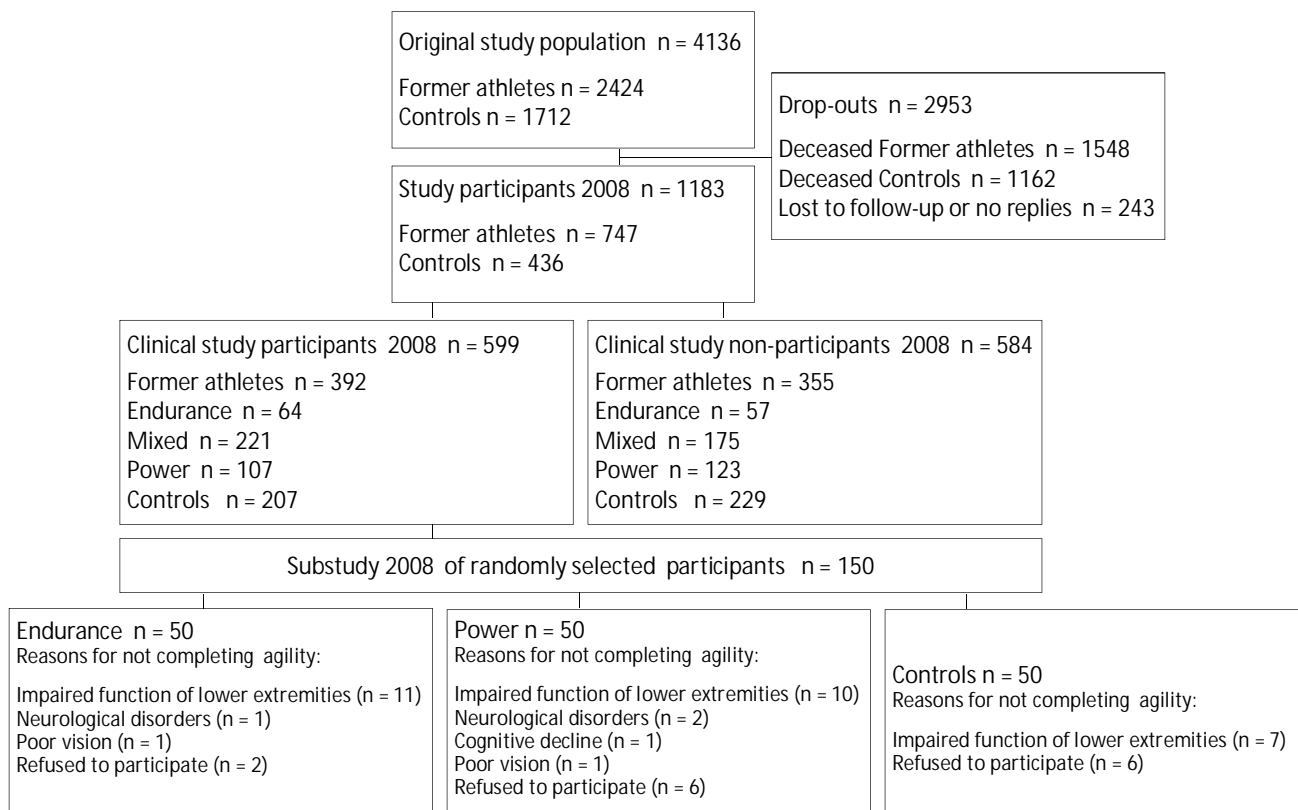 Original study population n = 4136
Former athletes n = 2424
Controls n = 1712
Drop-outs n = 2953
Deceased Former athletes n = 1548
Deceased Controls n = 1162
Lost to follow-up or no replies n = 243
Study participants 2008 n = 1183
Former athletes n = 747
Controls n = 436
Clinical study participants 2008 n = 599
Former athletes n = 392
Endurance n = 64
Mixed n = 221
Power n = 107
Controls n = 207
Clinical study non-participants 2008 n = 584
Former athletes n = 355
Endurance n = 57
Mixed n = 175
Power n = 123
Controls n = 229
Substudy 2008 of randomly selected participants n = 150
Endurance n = 50
Reasons for not completing agility:
Impaired function of lower extremities (n = 11)
Neurological disorders (n = 1)
Poor vision (n = 1)
Refused to participate (n = 2)
Power n = 50
Reasons for not completing agility:
Impaired function of lower extremities (n = 10)
Neurological disorders (n = 2)
Cognitive decline (n = 1)
Poor vision (n = 1)
Refused to participate (n = 6)
Controls n = 50
Reasons for not completing agility:
Impaired function of lower extremities (n = 7)
Refused to participate (n = 6)